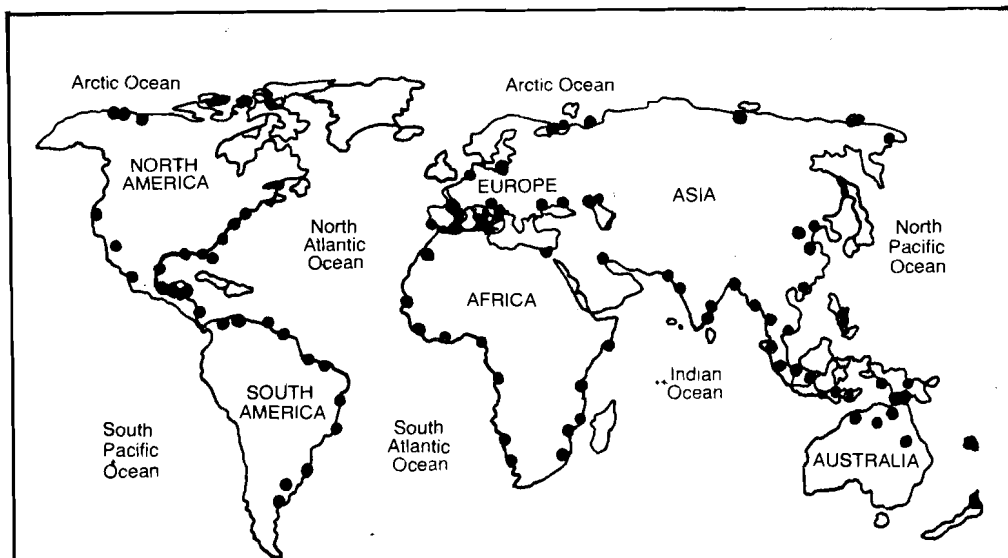 Arctic Ocean
Arctic Ocean
NORTH
AMERICA
EUROPE
ASIA
North
Atlantic
Ocean
North
Pacific
Ocean
AFRICA
Indian
Ocean
SOUTH
AMERICA
South
Pacific
Ocean
South
Atlantic
Ocean
AUSTRALIA